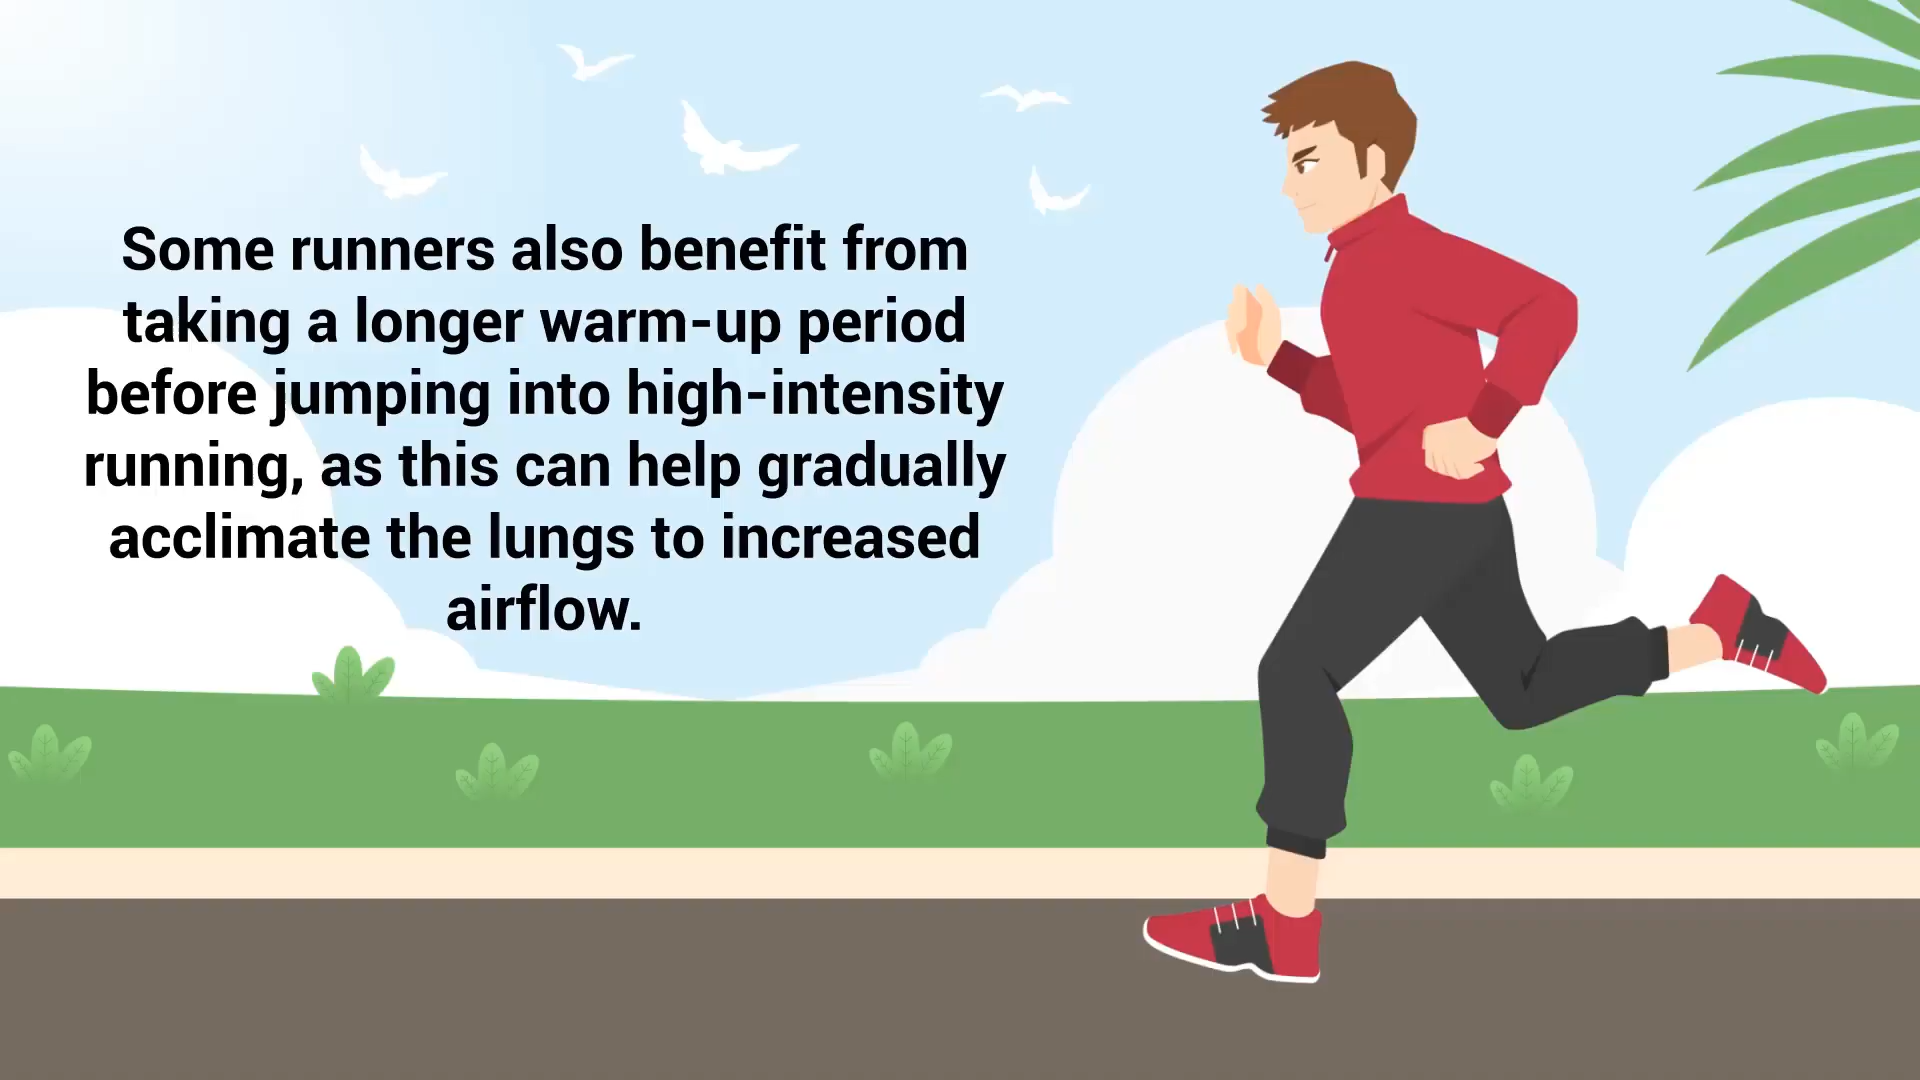 Some runners also benefit from
taking a longer warm-up period
before jumping into high-intensity
running, as this can help gradually
acclimate the lungs to increased
airflow.